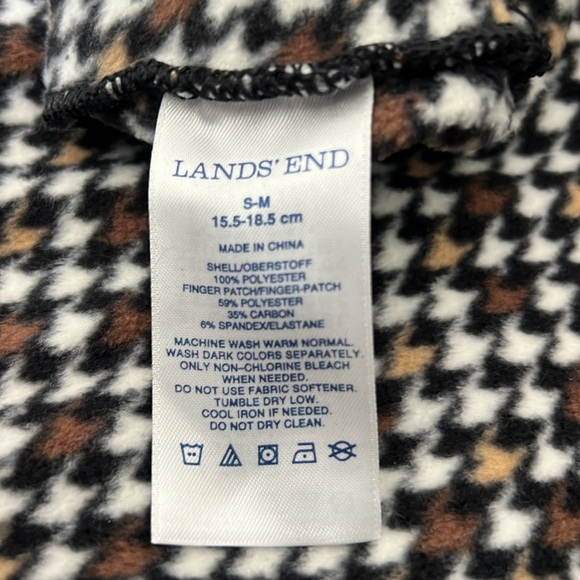 LANDS' END
S-M
15.5-18.5 cm
MADE IN CHINA
SHELL/OBERSTOFF
100% POLYESTER
FINGER PATCH/FINGER-PATCH
59% POLYESTER
35% CARBON
6% SPANDEX/ELASTANE
MACHINE WASH WARM NORMAL.
WASH DARK COLORS SEPARATELY.
ONLY NON-CHLORINE BLEACH
WHEN NEEDED.
DO NOT USE FABRIC SOFTENER.
TUMBLE DRY LOW.
COOL IRON IF NEEDED.
DO NOT DRY CLEAN.